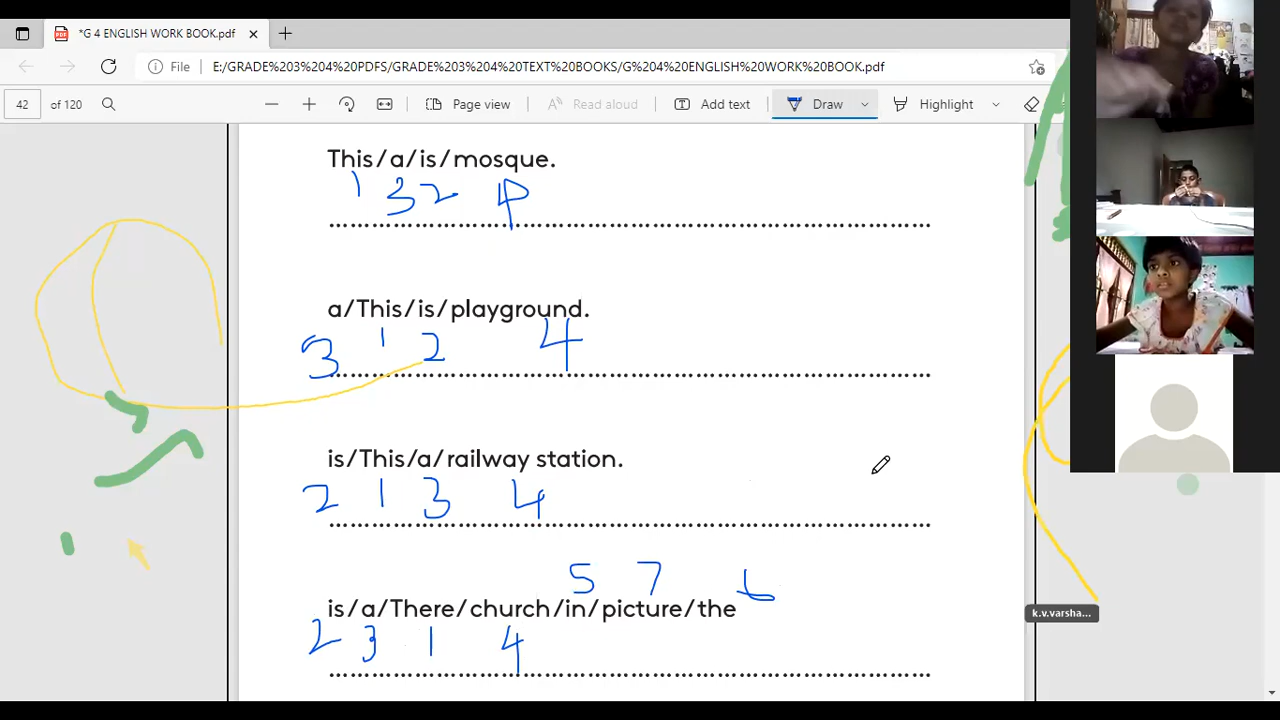 *G 4 ENGLISH WORK BOOK.pdf
File E:/GRADE%203%204%20PDFS/GRADE%203%204%20TEXT%20BOOKS/G%204%20ENGLISH%20WORK%20BOOK.pdf
42 of 120 Page view Read aloud Add text Draw Highlight
This/a/is/mosque.
1 3 2 4
a/This/is/playground.
3 1 2 4
is/This/a/railway station.
2 1 3 4
5 7 6
is/a/There/church/in/picture/the
2 3 1 4
k.v.varsha...